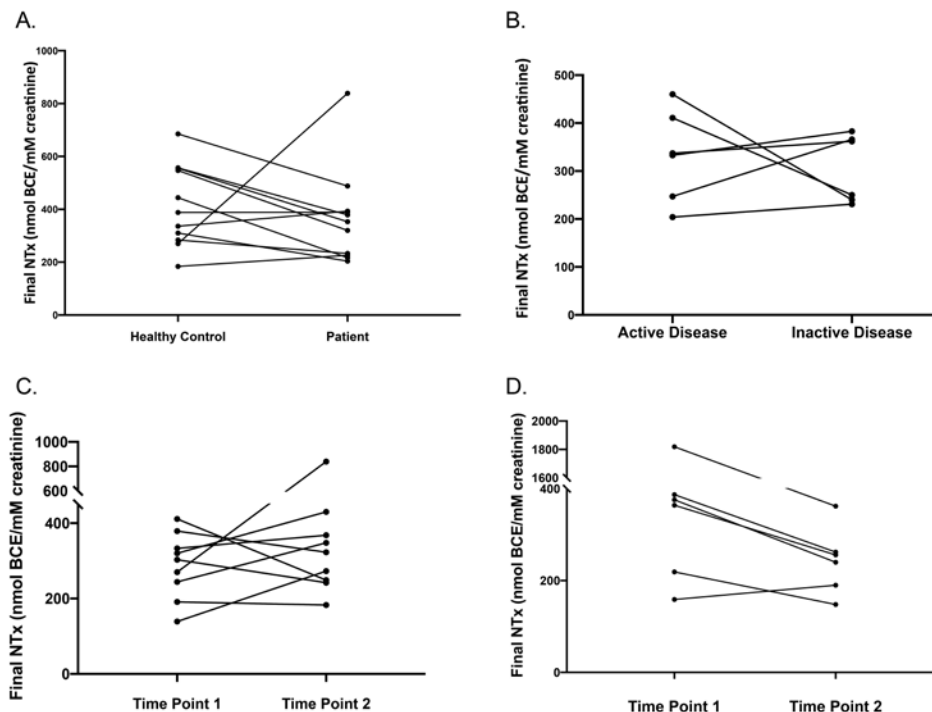 A.
Final NTx (nmol BCE/mM creatinine)
1000
800
600
400
200
0
Healthy Control Patient
B.
Final NTx (nmol BCE/mM creatinine)
500
400
300
200
100
0
Active Disease Inactive Disease
C.
Final NTx (nmol BCE/mM creatinine)
1000
800
600
400
200
0
Time Point 1 Time Point 2
D.
Final NTx (nmol BCE/mM creatinine)
2000
1800
1600
400
200
0
Time Point 1 Time Point 2